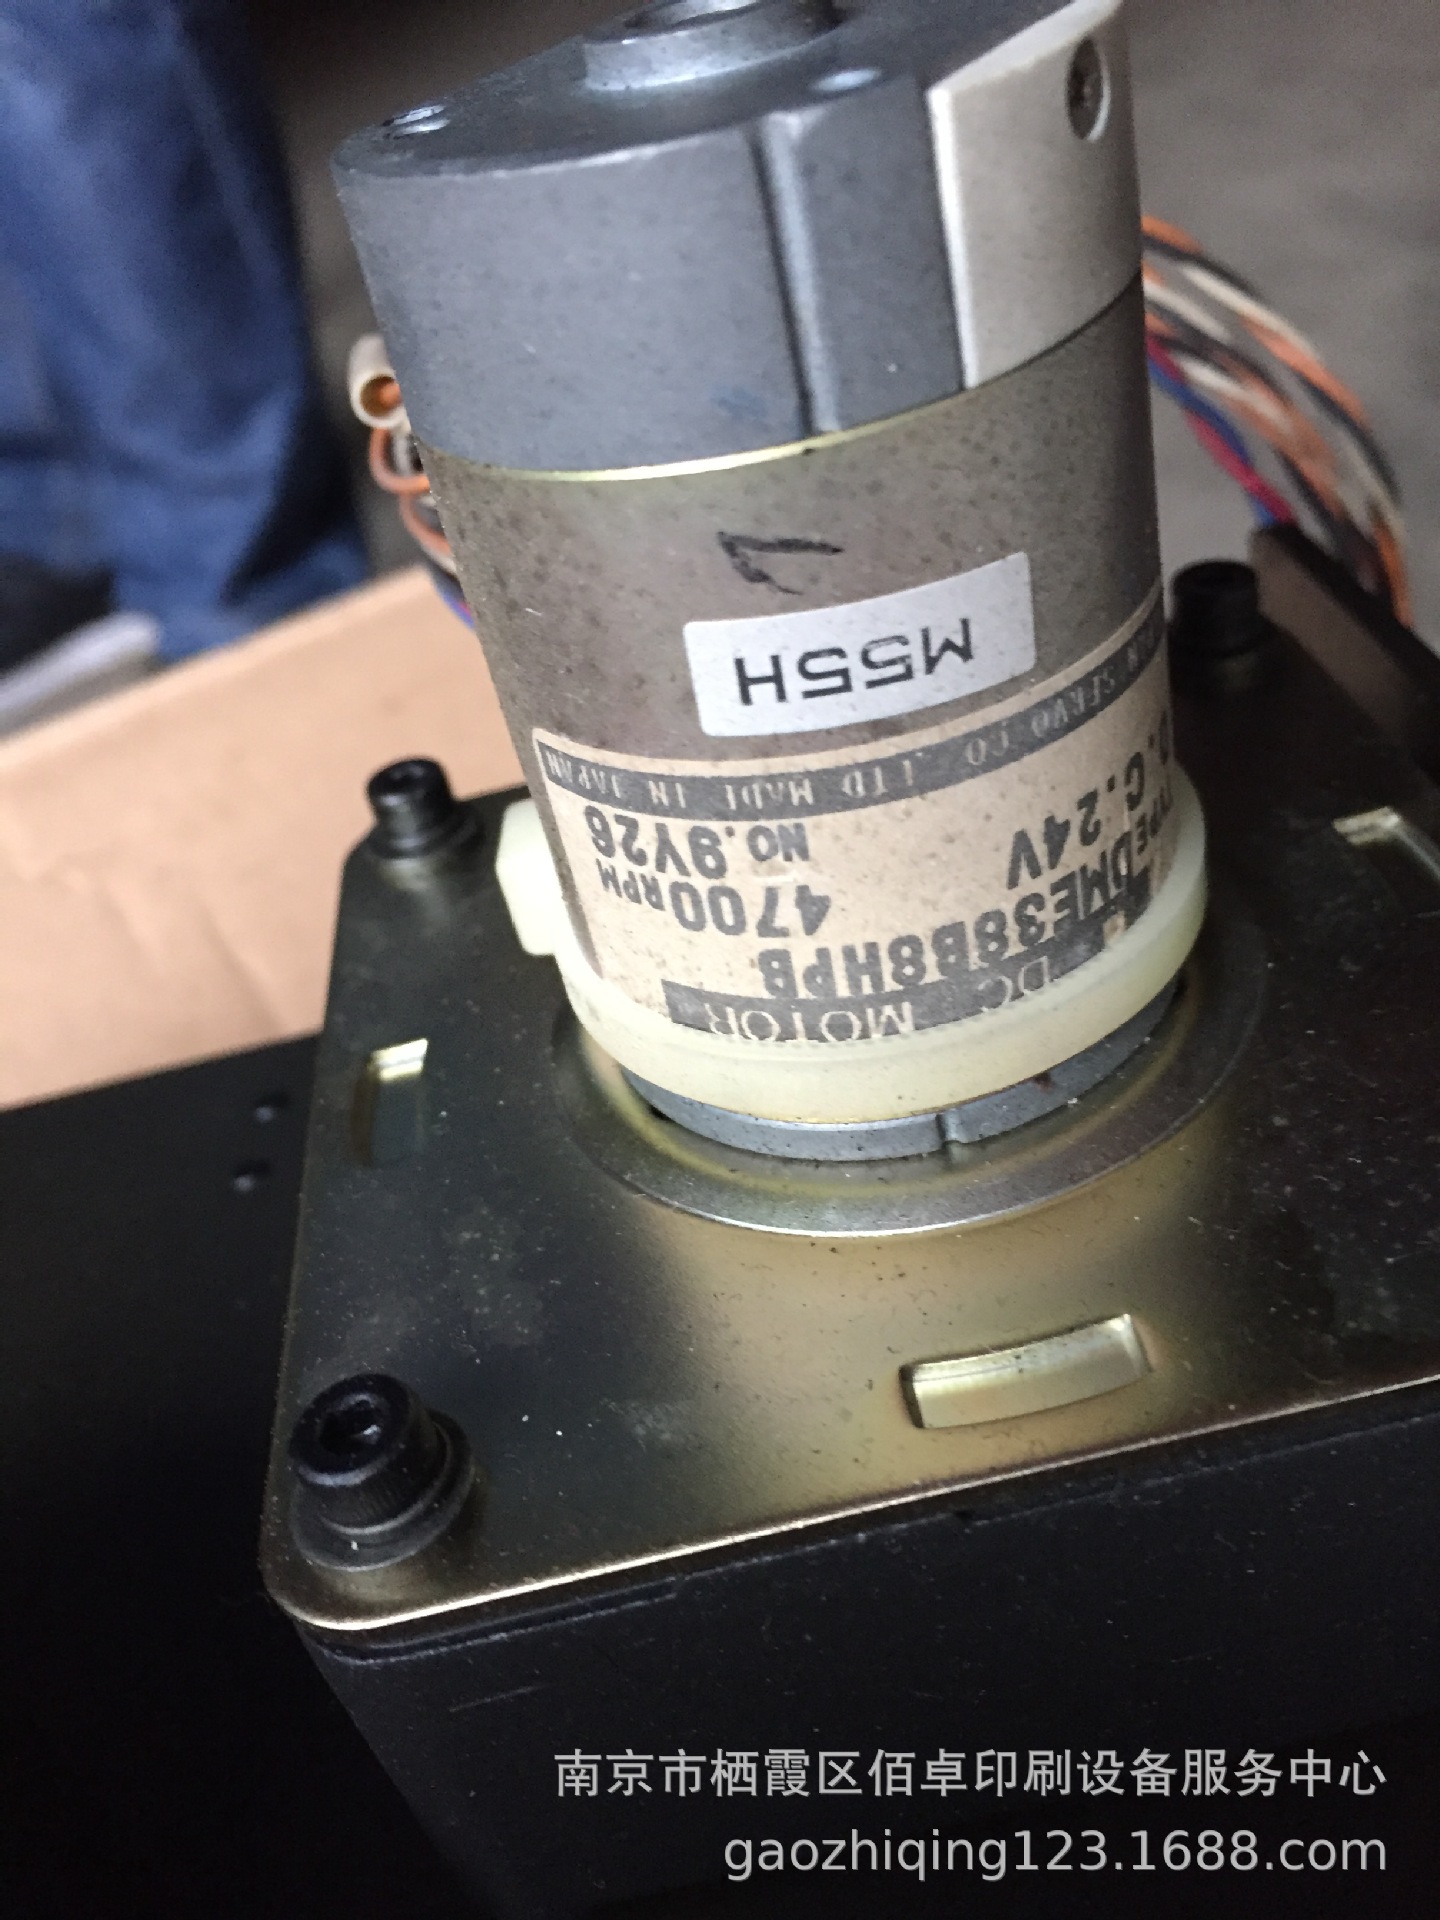 DC MOTOR
TYPE DME38B8HPB
D.C.24V 4700RPM
NO.9Y26
SERVO CO.,LTD MADE IN JAPAN
M55H
南京市栖霞区佰卓印刷设备服务中心
gaozhiqing123.1688.com